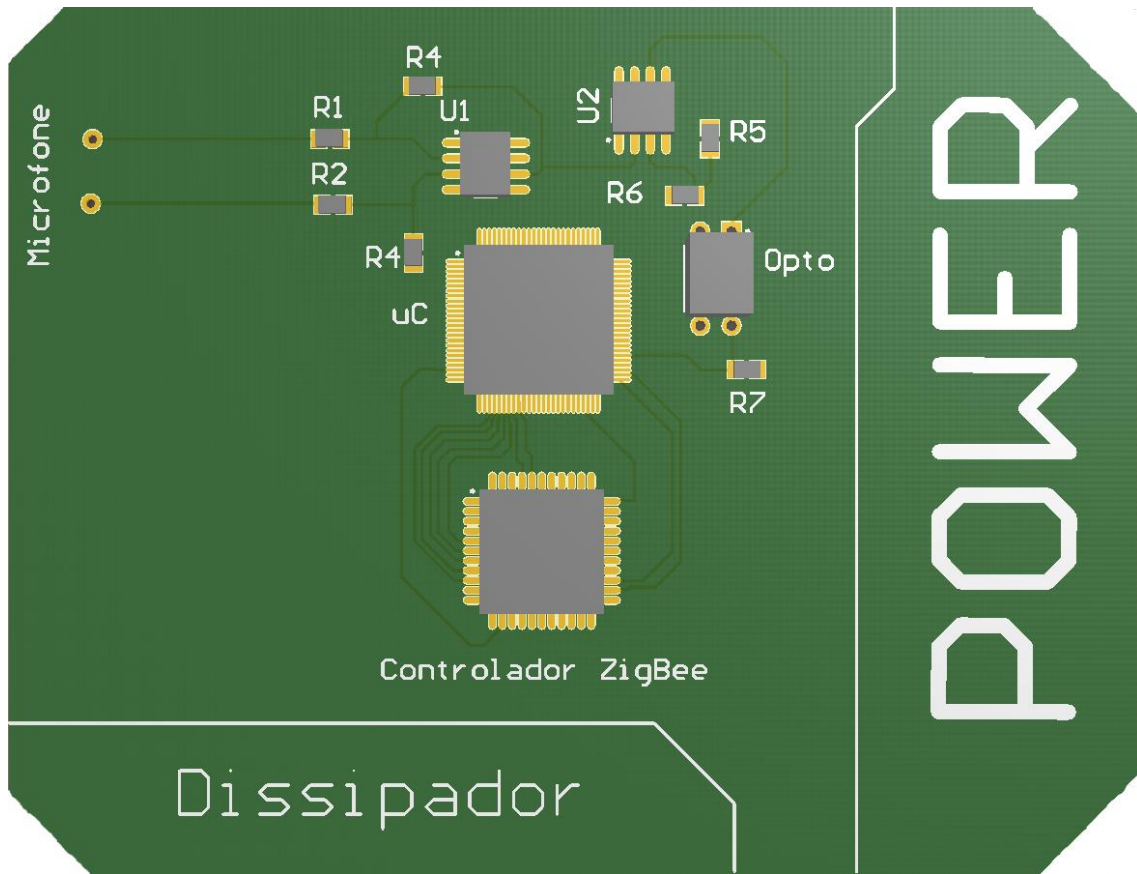 R4
U1
U2
R1
R5
Microfone
R2
R6
R4
Opto
uC
R7
POWER
Controlador ZigBee
Dissipador